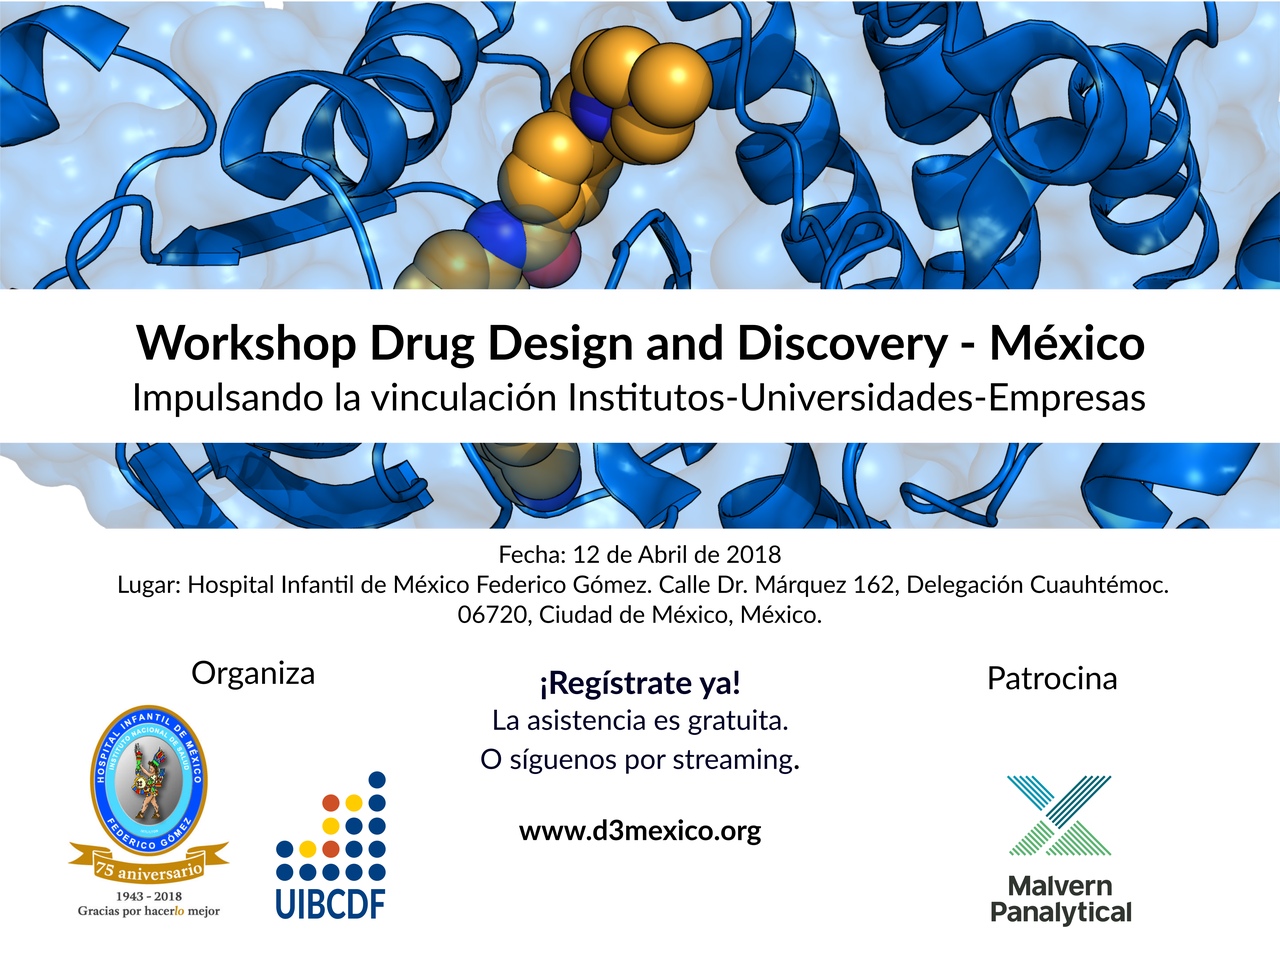 Workshop Drug Design and Discovery - México
Impulsando la vinculación Institutos-Universidades-Empresas
Fecha: 12 de Abril de 2018
Lugar: Hospital Infantil de México Federico Gómez. Calle Dr. Márquez 162, Delegación Cuauhtémoc.
06720, Ciudad de México, México.
Organiza
HOSPITAL INFANTIL DE MÉXICO
INSTITUTO NACIONAL DE SALUD
FEDERICO GÓMEZ
75 aniversario
1943 - 2018
Gracias por hacerlo mejor
UIBCDF
¡Regístrate ya!
La asistencia es gratuita.
O síguenos por streaming.
www.d3mexico.org
Patrocina
Malvern
Panalytical